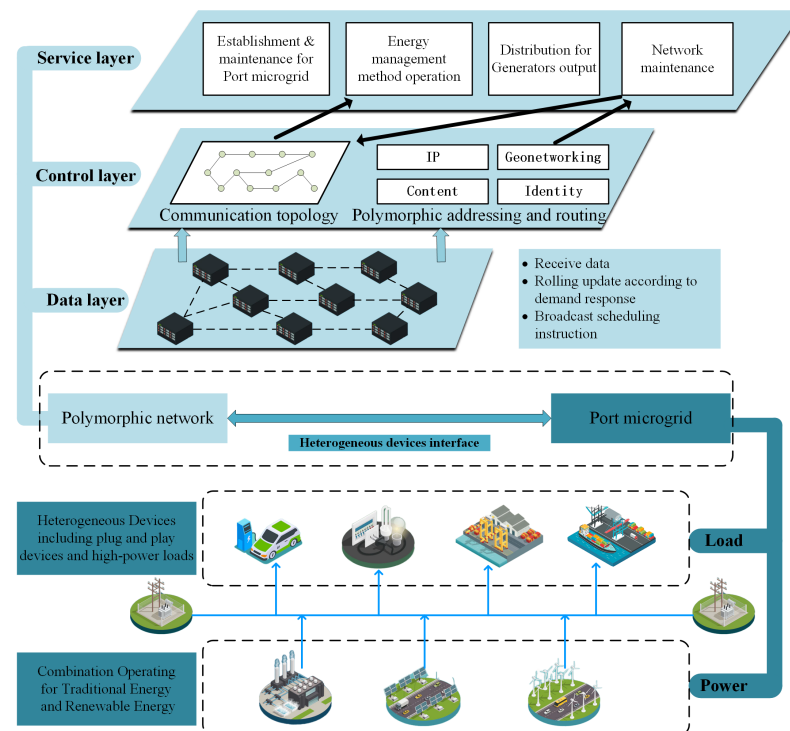 Service layer
Establishment &
maintenance for
Port microgrid
Energy
management
method operation
Distribution for
Generators output
Network
maintenance
Control layer
IP
Geonetworking
Content
Identity
Communication topology
Polymorphic addressing and routing
Data layer
• Receive data
• Rolling update according to
demand response
• Broadcast scheduling
instruction
Polymorphic network
Heterogeneous devices interface
Port microgrid
Heterogeneous Devices
including plug and play
devices and high-power loads
Load
Combination Operating
for Traditional Energy
and Renewable Energy
Power